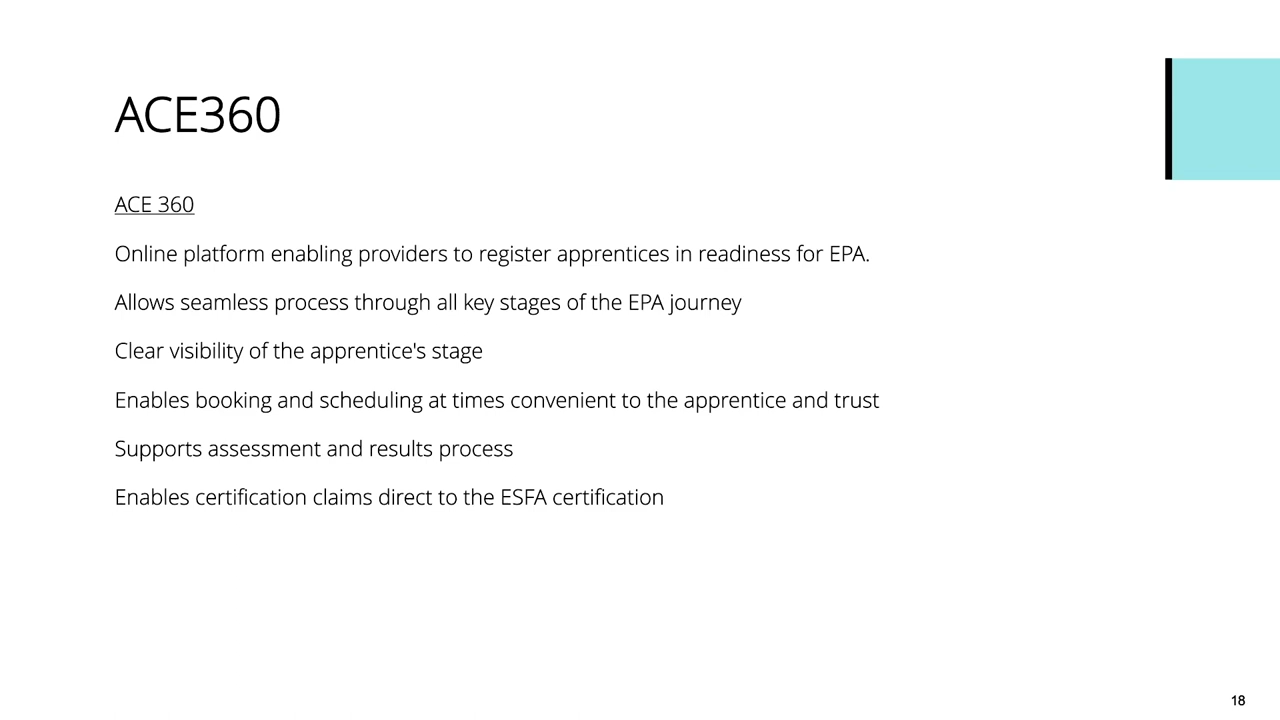 ACE360
ACE 360
Online platform enabling providers to register apprentices in readiness for EPA.
Allows seamless process through all key stages of the EPA journey
Clear visibility of the apprentice's stage
Enables booking and scheduling at times convenient to the apprentice and trust
Supports assessment and results process
Enables certification claims direct to the ESFA certification
18